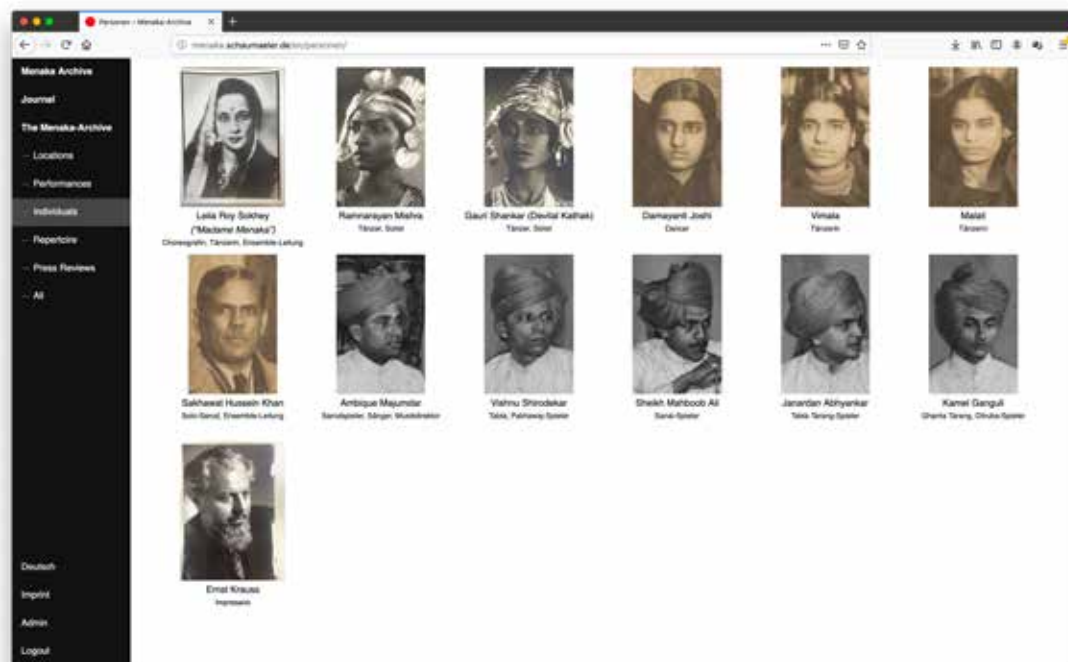 Personen – Menaka-Archive
menaka.schaumaeler.de/en/personen/
Menaka Archive
Journal
The Menaka-Archive
– Locations
– Performances
– Individuals
– Repertoire
– Press Reviews
– All
Deutsch
Imprint
Admin
Logout
Leila Roy Sokhey
("Madame Menaka")
Choreografin, Tänzerin, Ensemble-Leitung
Ramnarayan Mishra
Tänzer, Solist
Gauri Shankar (Devilal Kathak)
Tänzer, Solist
Damayanti Joshi
Dancer
Vimala
Tänzerin
Malati
Tänzerin
Sakhawat Hussein Khan
Solo-Sarod, Ensemble-Leitung
Ambique Majumdar
Sarodspieler, Sänger, Musikdirektor
Vishnu Shirodekar
Tabla, Pakhawaj-Spieler
Sheikh Mahboob Ali
Sanai-Spieler
Janardan Abhyankar
Tabla Tarang-Spieler
Kamel Ganguli
Ghanta Tarang, Dilruba-Spieler
Ernst Krauss
Impresario